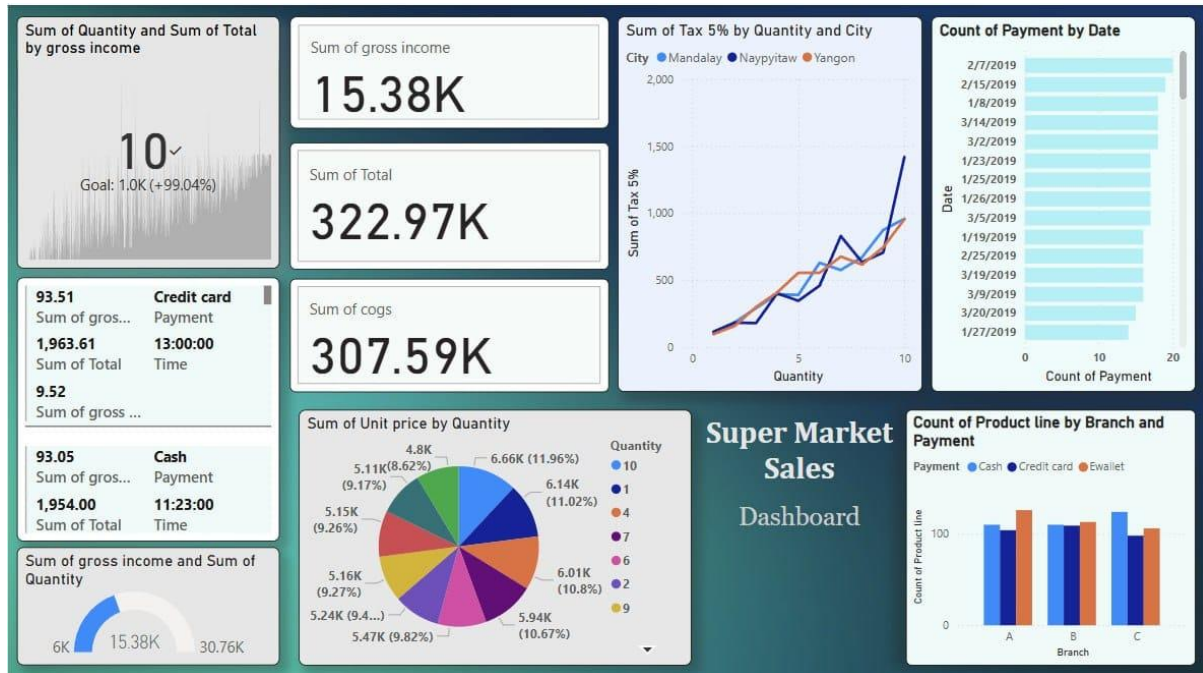 Sum of Quantity and Sum of Total
by gross income
10
Goal: 1.0K (+99.04%)
Sum of gross income
15.38K
Sum of Total
322.97K
Sum of cogs
307.59K
Sum of Tax 5% by Quantity and City
City Mandalay Naypyitaw Yangon
2,000
1,500
1,000
500
0
Sum of Tax 5%
0 5 10
Quantity
Count of Payment by Date
Date
2/7/2019
2/15/2019
1/8/2019
3/14/2019
3/2/2019
1/23/2019
1/25/2019
1/26/2019
3/5/2019
1/19/2019
2/25/2019
3/19/2019
3/9/2019
3/20/2019
1/27/2019
0 10 20
Count of Payment
93.51 Credit card
Sum of gros... Payment
1,963.61 13:00:00
Sum of Total Time
9.52
Sum of gross ...
93.05 Cash
Sum of gros... Payment
1,954.00 11:23:00
Sum of Total Time
Sum of gross income and Sum of
Quantity
6K 15.38K 30.76K
Sum of Unit price by Quantity
6.66K (11.96%)
6.14K
(11.02%)
6.01K
(10.8%)
5.94K
(10.67%)
5.47K (9.82%)
5.24K (9.4...)
5.16K
(9.27%)
5.15K
(9.26%)
5.11K
(9.17%)
4.8K
(8.62%)
Quantity
10
1
4
7
6
2
9
Super Market
Sales
Dashboard
Count of Product line by Branch and
Payment
Payment Cash Credit card Ewallet
Count of Product line
100
0
A B C
Branch